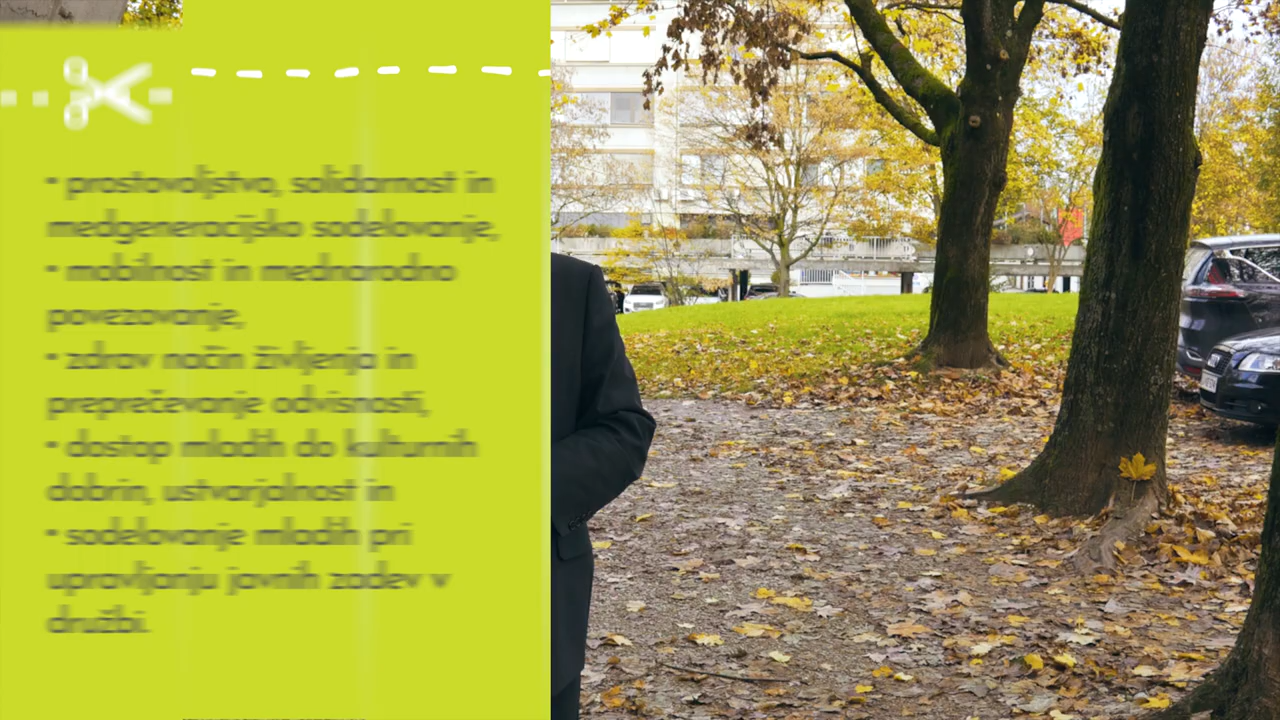 • prostovoljstvo, solidarnost in
medgeneracijsko sodelovanje,
• mobilnost in mednarodno
povezovanje,
• zdrav način življenja in
preprečevanje odvisnosti,
• dostop mladih do kulturnih
dobrin, ustvarjalnost in
• sodelovanje mladih pri
upravljanju javnih zadev v
družbi.